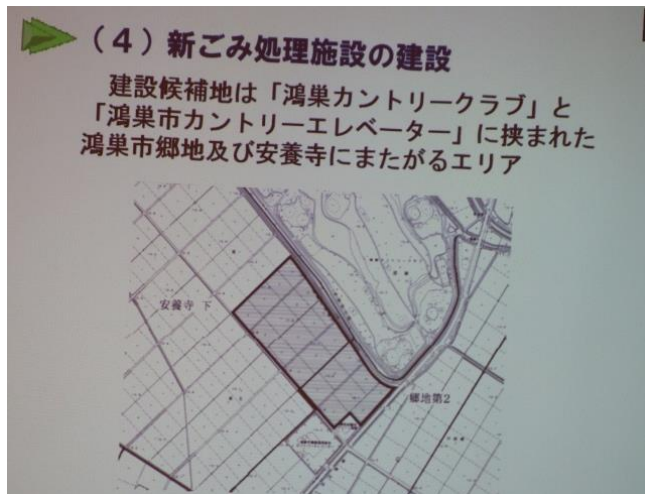 （４）新ごみ処理施設の建設
建設候補地は「鴻巣カントリークラブ」と
「鴻巣市カントリーエレベーター」に挟まれた
鴻巣市郷地及び安養寺にまたがるエリア
安養寺 下
郷地第2